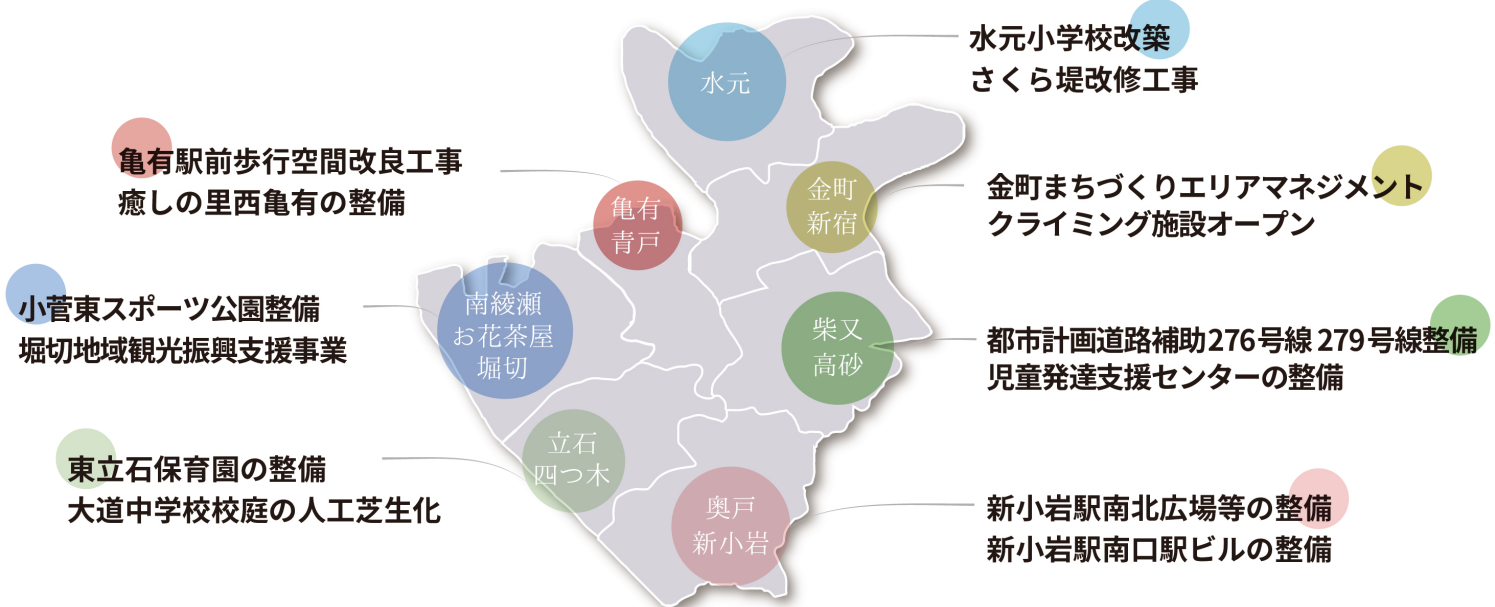 水元
水元小学校改築
さくら堤改修工事
亀有駅前歩行空間改良工事
癒しの里西亀有の整備
亀有
青戸
金町
新宿
金町まちづくりエリアマネジメント
クライミング施設オープン
小菅東スポーツ公園整備
堀切地域観光振興支援事業
南綾瀬
お花茶屋
堀切
柴又
高砂
都市計画道路補助276号線 279号線整備
児童発達支援センターの整備
東立石保育園の整備
大道中学校校庭の人工芝生化
立石
四つ木
奥戸
新小岩
新小岩駅南北広場等の整備
新小岩駅南口駅ビルの整備